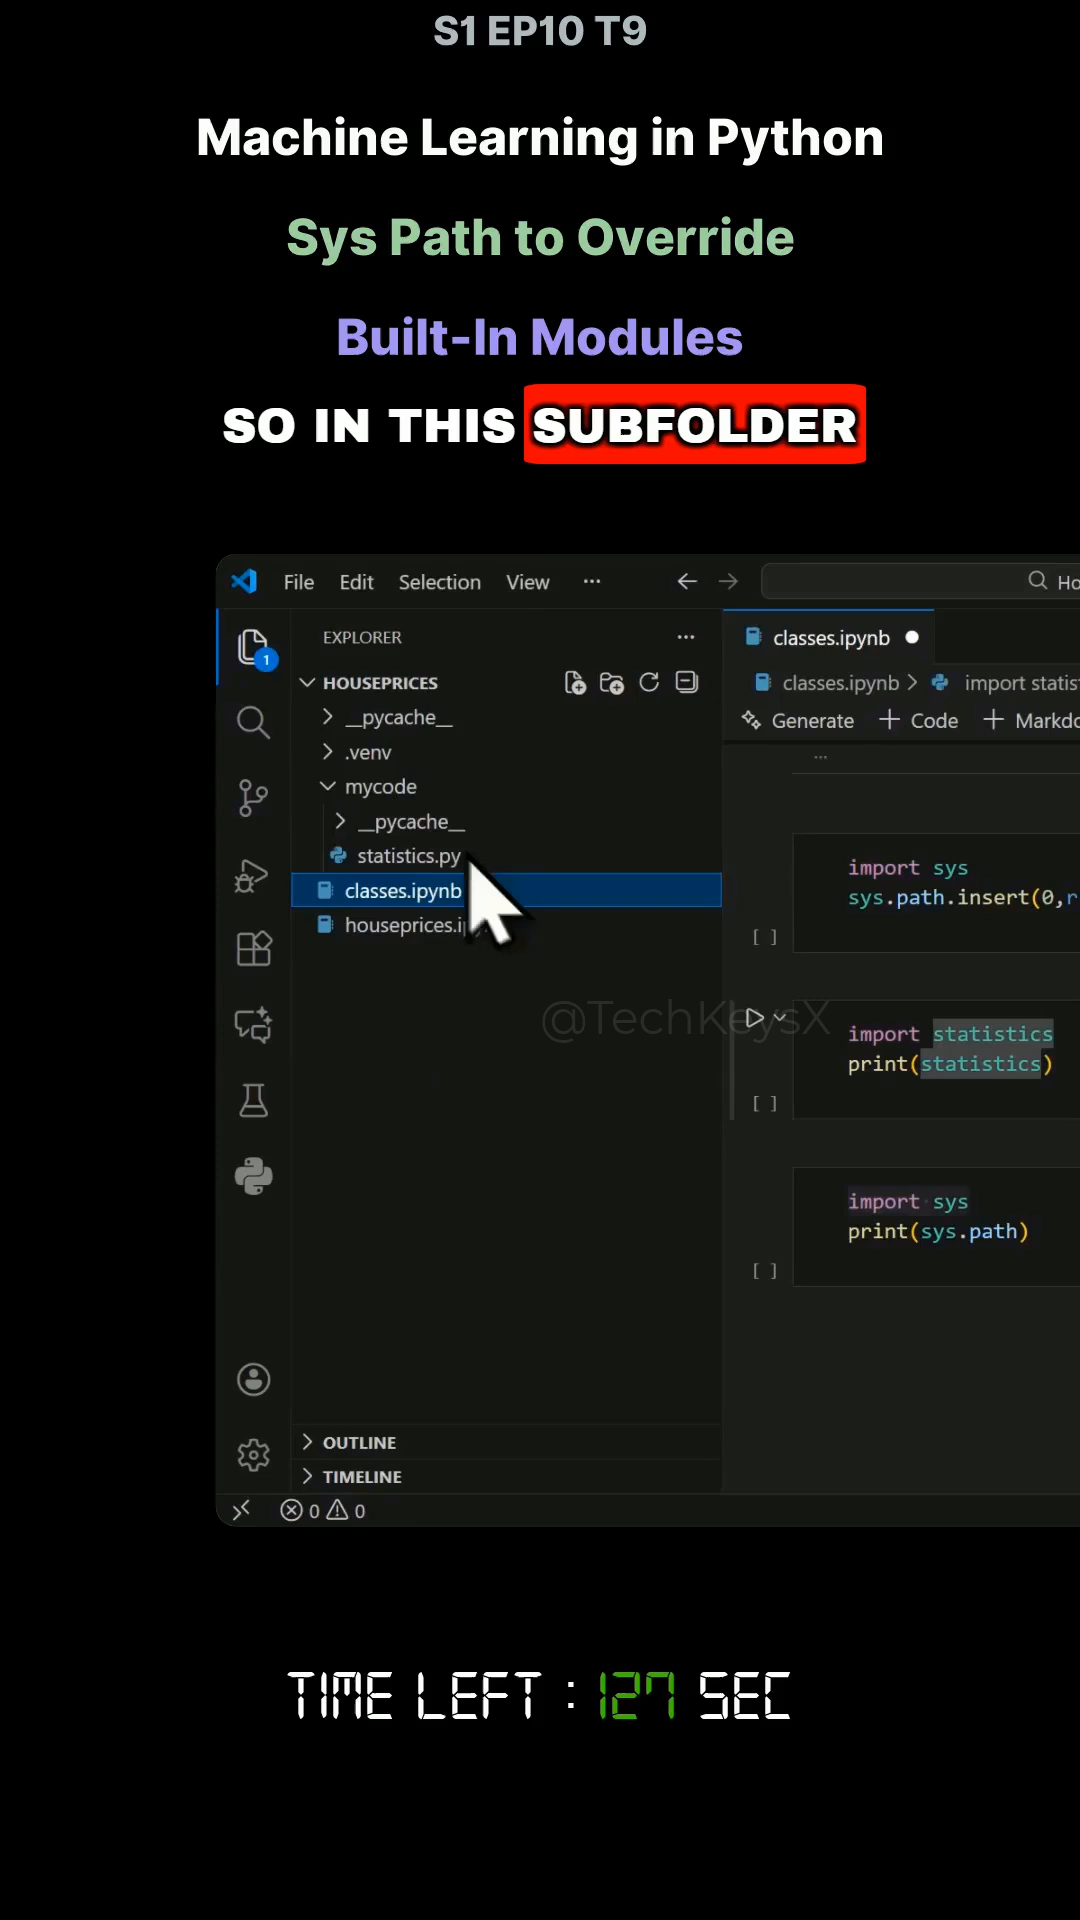 S1 EP10 T9
Machine Learning in Python
Sys Path to Override
Built-In Modules
SO IN THIS SUBFOLDER
File Edit Selection View ··· Ho
EXPLORER ···
classes.ipynb
HOUSEPRICES
classes.ipynb > import statis
__pycache__
Generate + Code + Markdo
.venv
...
mycode
__pycache__
statistics.py
import sys
classes.ipynb
sys.path.insert(0,r
houseprices.i
[ ]
@TechKeysX
import statistics
print(statistics)
[ ]
import sys
print(sys.path)
[ ]
OUTLINE
TIMELINE
0 0
TIME LEFT : 127 SEC